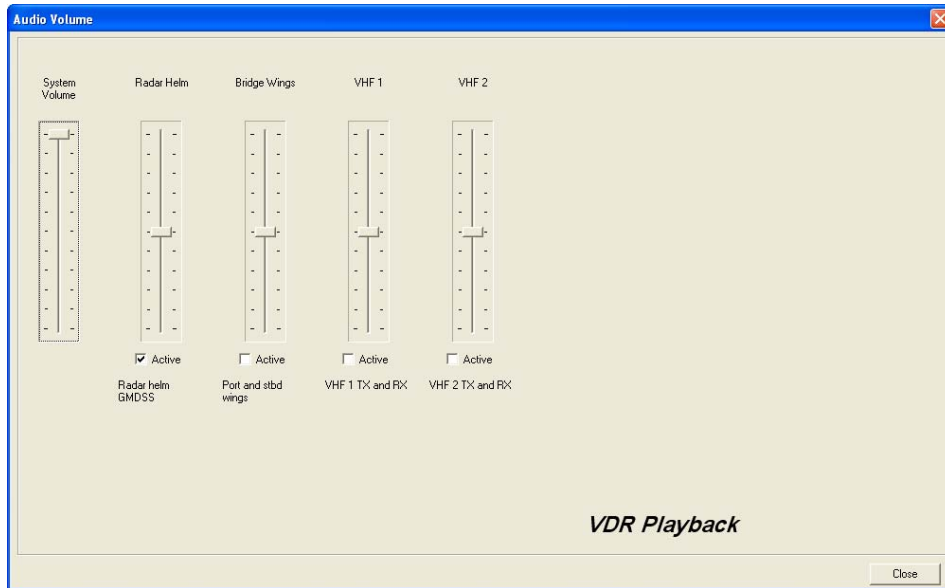 Audio Volume
System
Volume
Radar Helm
Bridge Wings
VHF 1
VHF 2
Active
Active
Active
Active
Radar helm
GMDSS
Port and stbd
wings
VHF 1 TX and RX
VHF 2 TX and RX
VDR Playback
Close